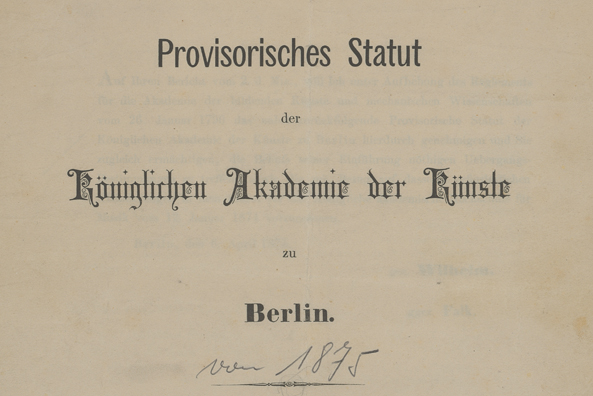 Provisorisches Statut
der
Königlichen Akademie der Künste
zu
Berlin.
von 1875